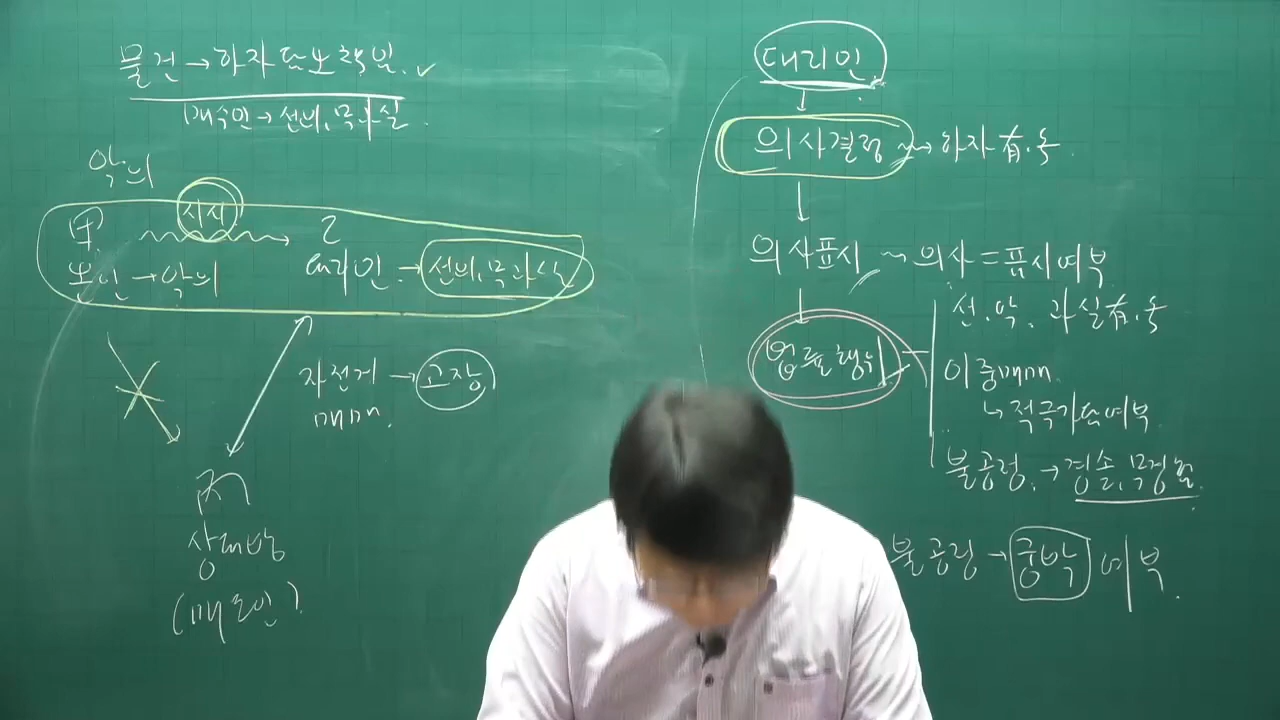 물건→하자담보책임.✓
매수인→선의, 무과실.
악의
甲 지시 乙
본인→악의 대리인→선의, 무과실
자전거→고장
매매.
丙
상대방
(매도인)
대리인
↓
의사결정 → 하자有·無.
↓
의사표시 ~ 의사=표시여부
↓
선·악, 과실有·無
법률행위
이중매매.
↳적극가담여부.
불공정,→경솔, 무경험.
불공정→궁박 여부.